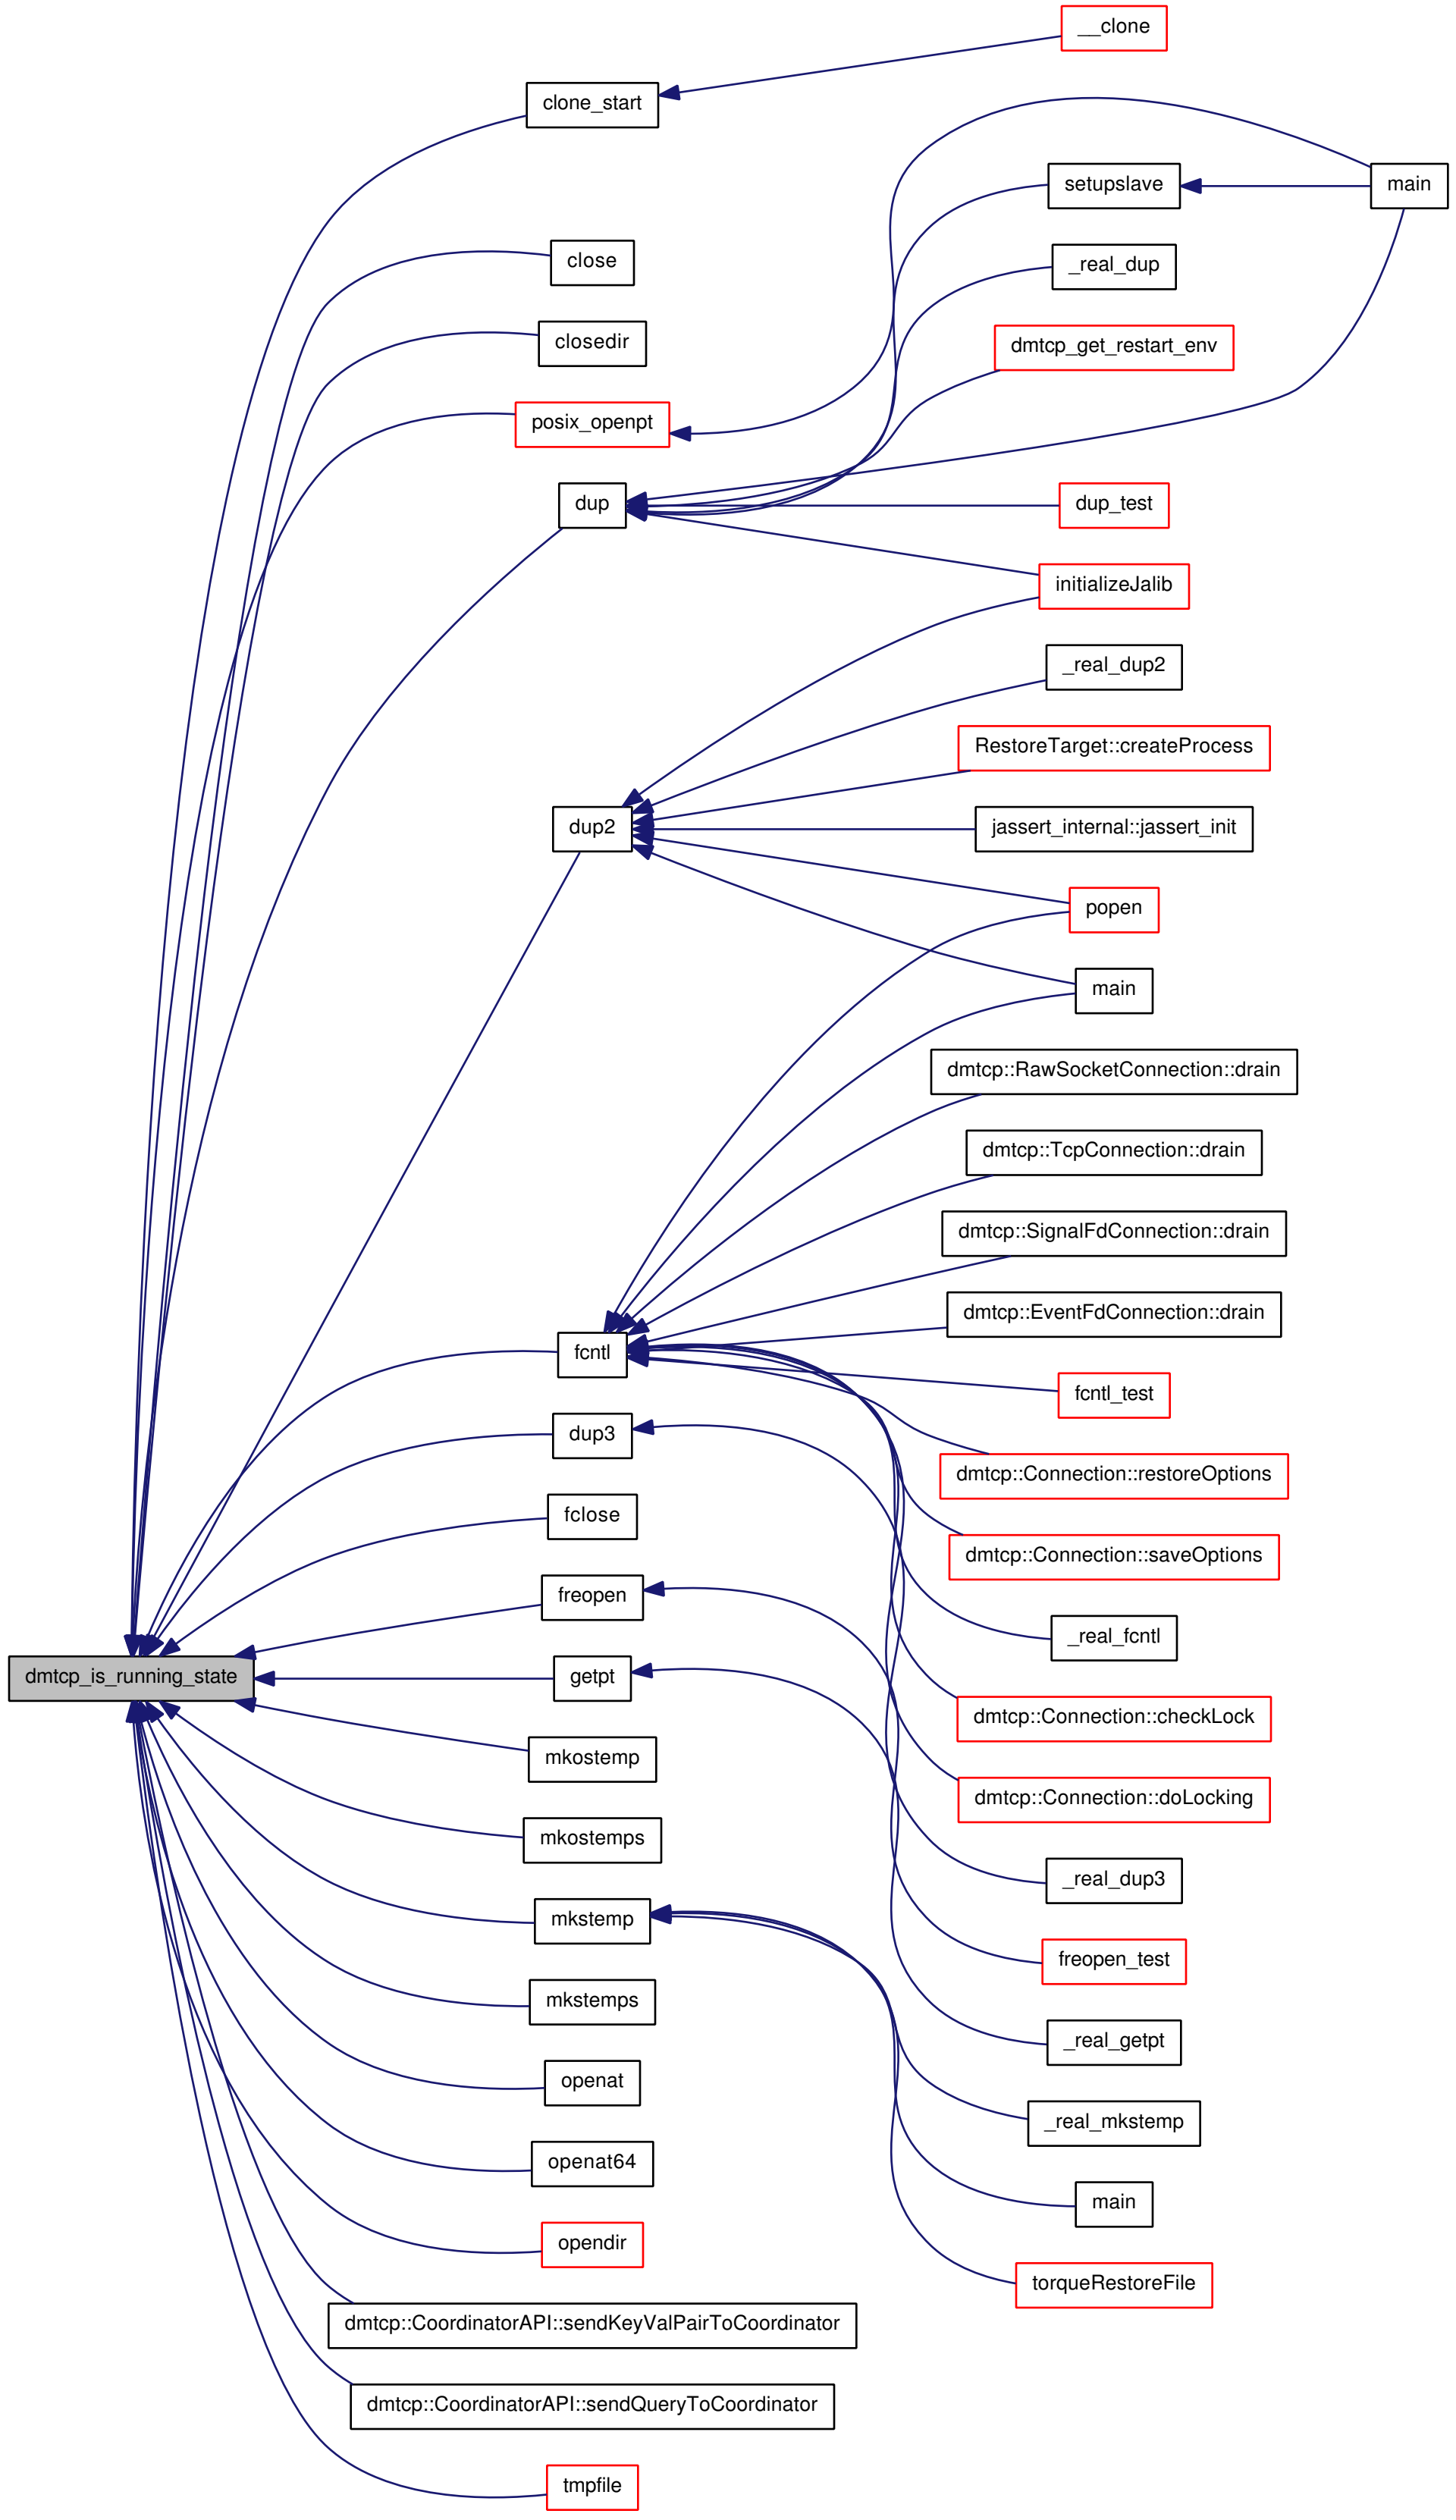 __clone
clone_start
main
setupslave
close
_real_dup
closedir
dmtcp_get_restart_env
posix_openpt
dup
dup_test
initializeJalib
_real_dup2
RestoreTarget::createProcess
dup2
jassert_internal::jassert_init
popen
main
dmtcp::RawSocketConnection::drain
dmtcp::TcpConnection::drain
dmtcp::SignalFdConnection::drain
dmtcp::EventFdConnection::drain
fcntl
fcntl_test
dup3
dmtcp::Connection::restoreOptions
fclose
dmtcp::Connection::saveOptions
freopen
_real_fcntl
dmtcp_is_running_state
getpt
dmtcp::Connection::checkLock
mkostemp
dmtcp::Connection::doLocking
mkostemps
_real_dup3
mkstemp
freopen_test
mkstemps
_real_getpt
openat
_real_mkstemp
openat64
main
opendir
torqueRestoreFile
dmtcp::CoordinatorAPI::sendKeyValPairToCoordinator
dmtcp::CoordinatorAPI::sendQueryToCoordinator
tmpfile